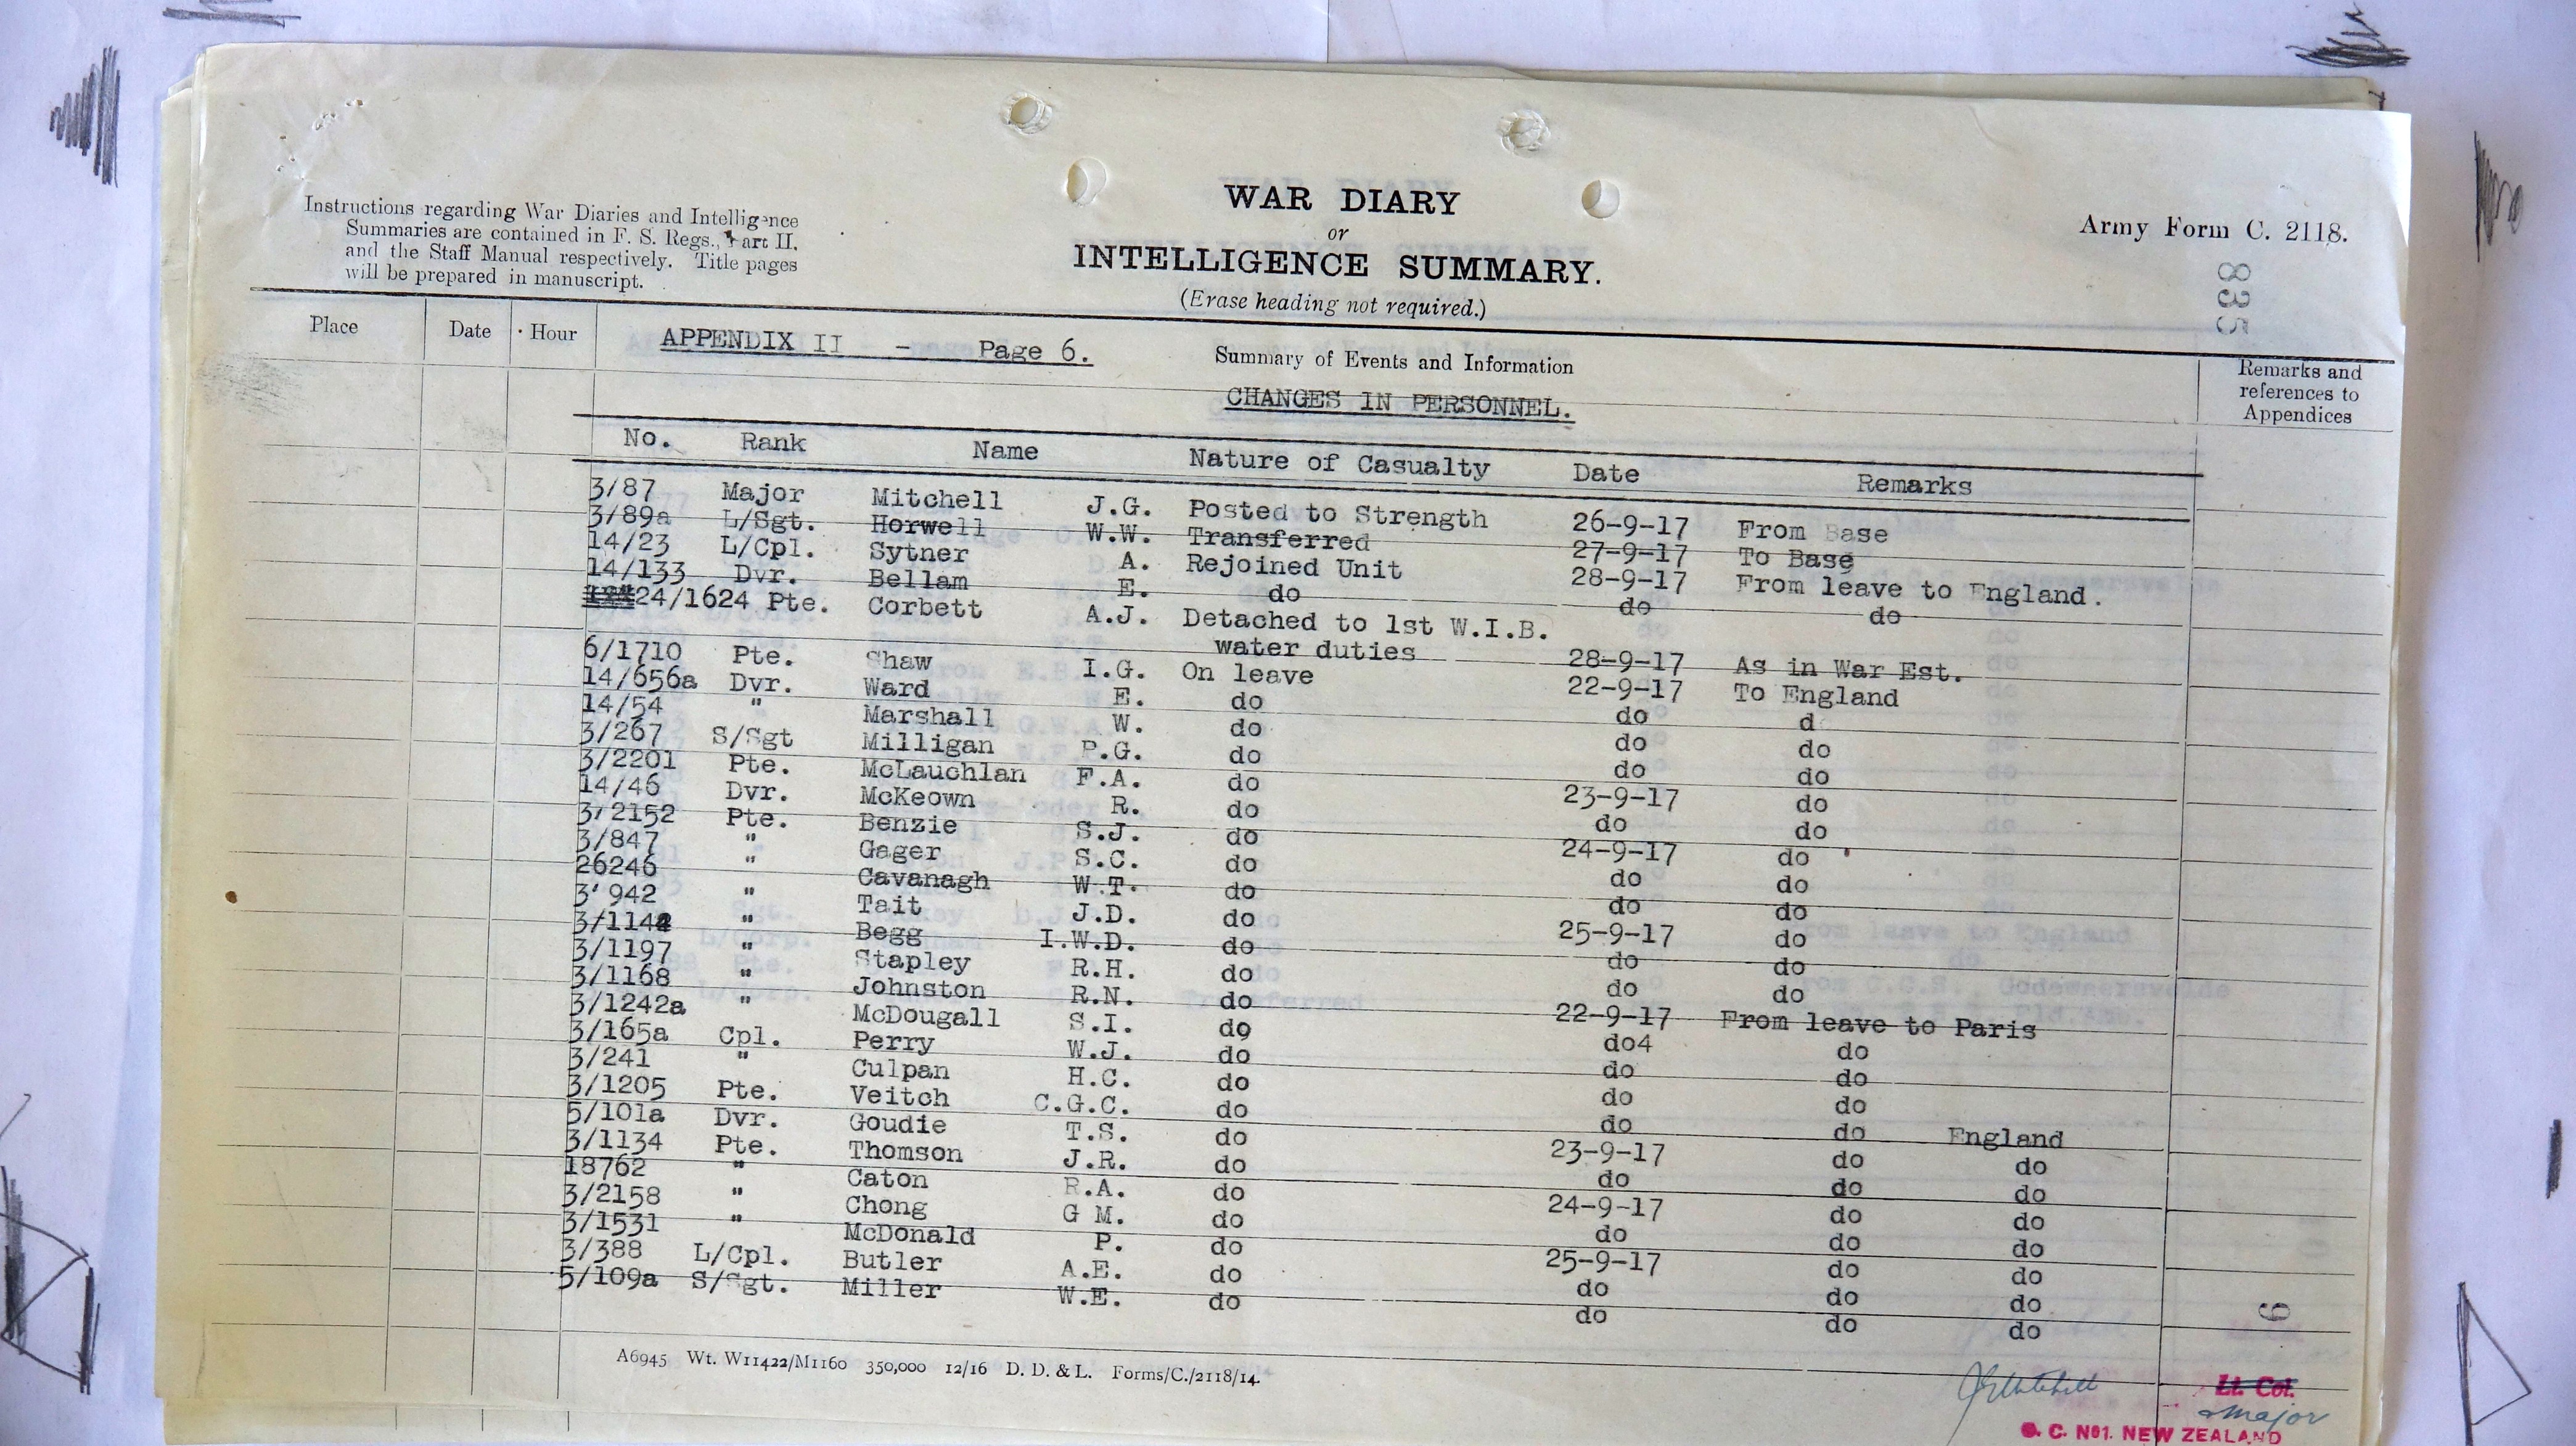 Instructions regarding War Diaries and Intelligence
Summaries are contained in F. S. Regs., Part II.
and the Staff Manual respectively. Title pages
will be prepared in manuscript.
WAR DIARY
or
INTELLIGENCE SUMMARY.
(Erase heading not required.)
Army Form C. 2118.
835
Place Date Hour
APPENDIX II - Page 6.
Summary of Events and Information
Remarks and
references to
Appendices
CHANGES IN PERSONNEL.
No. Rank Name Nature of Casualty Date Remarks
3/87 Major Mitchell J.G. Posted to Strength 26-9-17 From Base
3/89a L/Sgt. Horwell W.W. Transferred 27-9-17 To Base
14/23 L/Cpl. Sytner A. Rejoined Unit 28-9-17 From leave to England.
14/133 Dvr. Bellam E. do do do
24/1624 Pte. Corbett A.J. Detached to 1st W.I.B.
water duties 28-9-17 As in War Est.
6/1710 Pte. Shaw I.G. On leave 22-9-17 To England
14/656a Dvr. Ward E. do do d
14/54 " Marshall W. do do do
3/267 S/Sgt Milligan P.G. do do do
3/2201 Pte. McLauchlan F.A. do 23-9-17 do
14/46 Dvr. McKeown R. do do do
3/2152 Pte. Benzie S.J. do 24-9-17 do
3/847 " Gager S.C. do do do
26246 " Cavanagh W.T. do do do
3'942 " Tait J.D. do 25-9-17 do
3/1144 " Begg I.W.D. do do do
3/1197 " Stapley R.H. do do do
3/1168 " Johnston R.N. do 22-9-17 From leave to Paris
3/1242a " McDougall S.I. do do4 do
3/165a Cpl. Perry W.J. do do do
3/241 " Culpan H.C. do do do
3/1205 Pte. Veitch C.G.C. do do do England
5/101a Dvr. Goudie T.S. do 23-9-17 do do
3/1134 Pte. Thomson J.R. do do do do
18762 " Caton R.A. do 24-9-17 do do
3/2158 " Chong G M. do do do do
3/1531 " McDonald P. do 25-9-17 do do
3/388 L/Cpl. Butler A.E. do do do do
5/109a S/Sgt. Miller W.E. do do do do
6
A6945 Wt. W11422/M1160 350,000 12/16 D. D. & L. Forms/C./2118/14.
JGMitchell
Lt. Col.
Major
O. C. No1. NEW ZEALAND